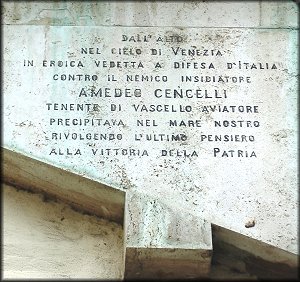 DALL'ALTO
NEL CIELO DI VENEZIA
IN EROICA VEDETTA A DIFESA D'ITALIA
CONTRO IL NEMICO INSIDIATORE
AMEDEO CENCELLI
TENENTE DI VASCELLO AVIATORE
PRECIPITAVA NEL MARE NOSTRO
RIVOLGENDO L'ULTIMO PENSIERO
ALLA VITTORIA DELLA PATRIA